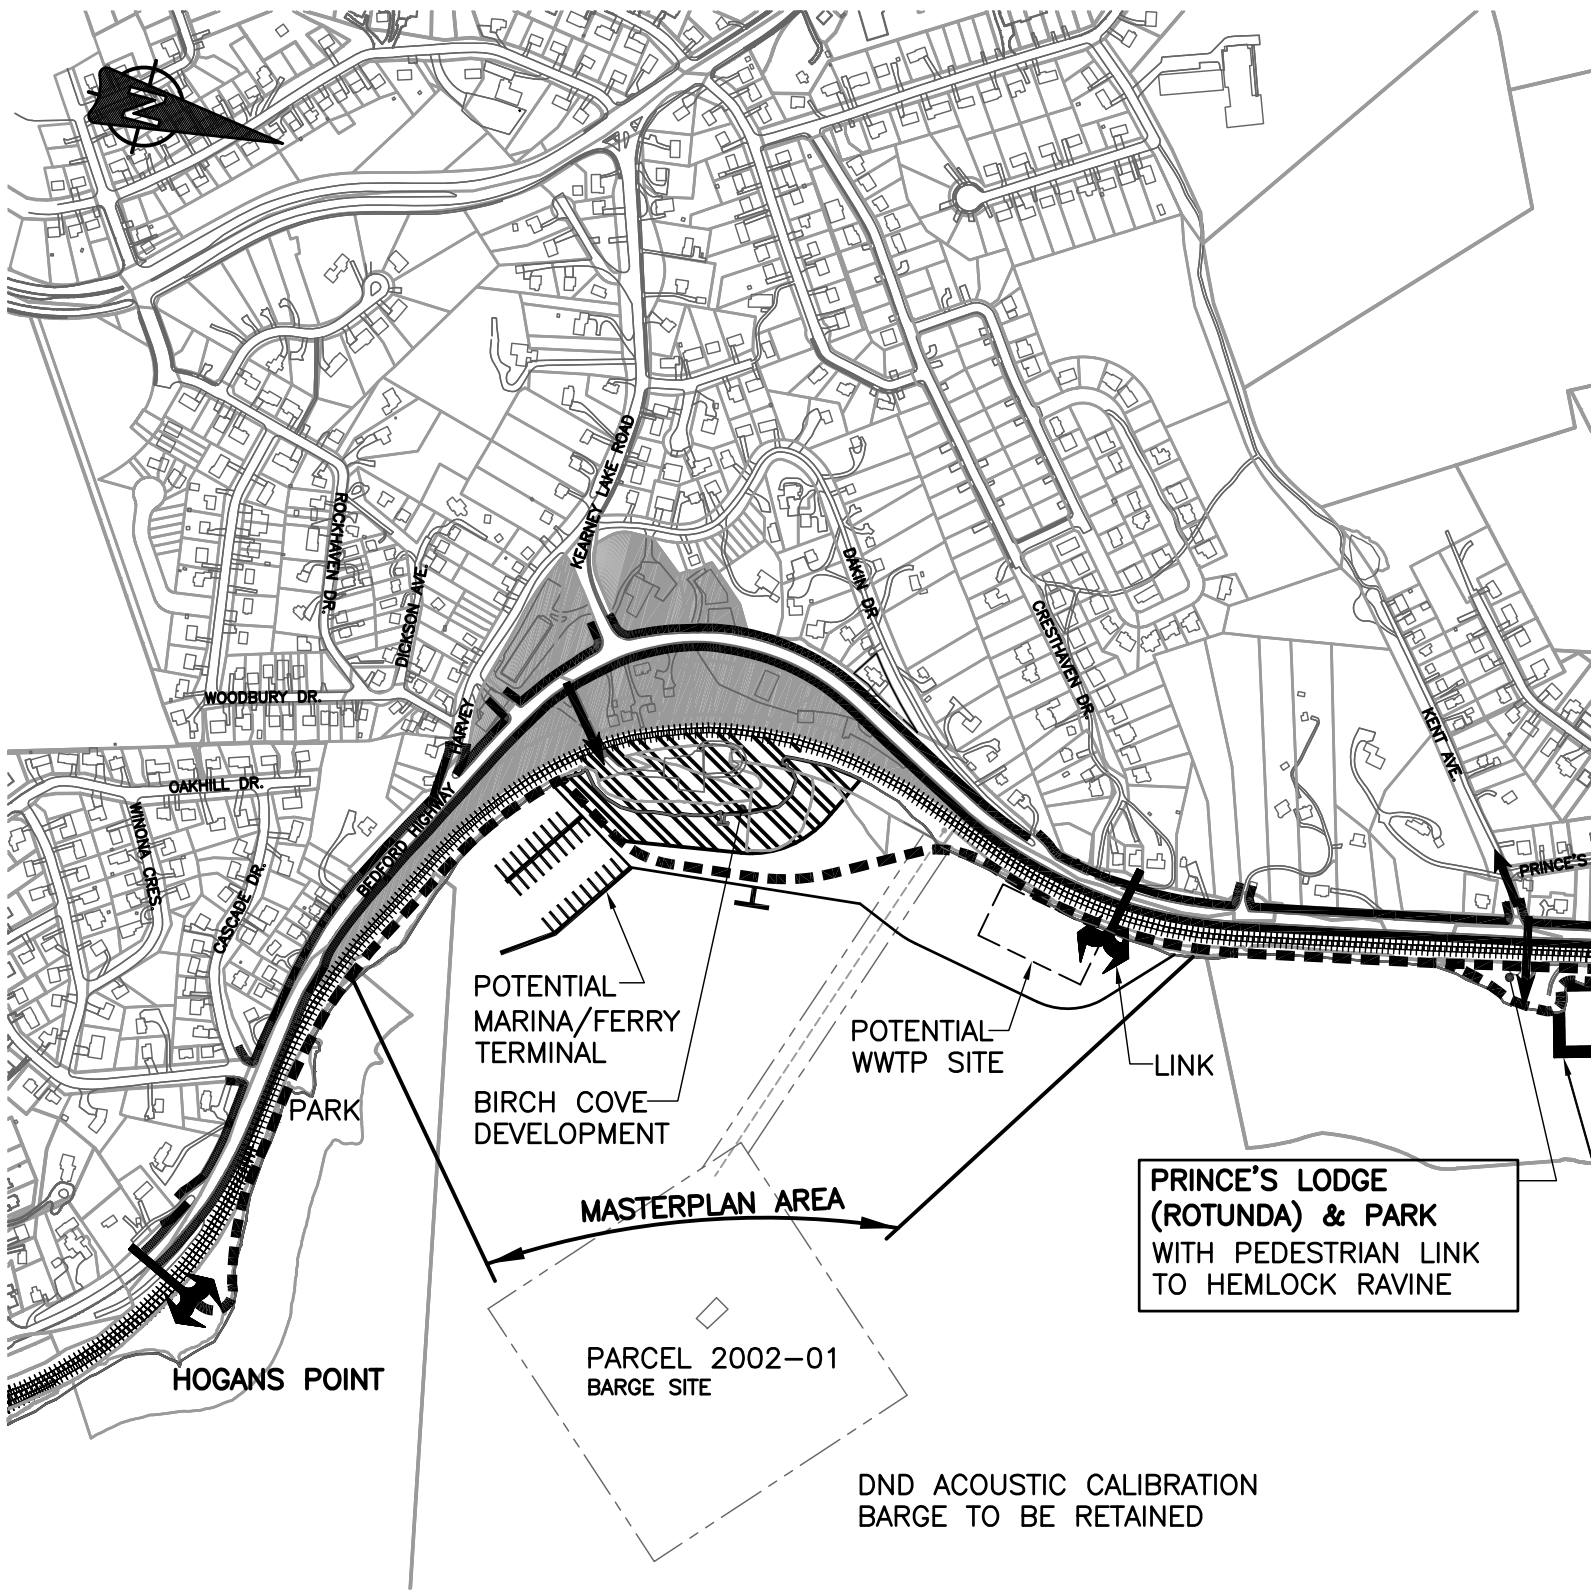 N
KEARNEY LAKE ROAD
ROCKHAVEN DR.
DICKSON AVE.
DAKIN DR
CRESTHAVEN DR.
WOODBURY DR.
HARVEY
KENT AVE.
OAKHILL DR.
WINONA CRES
CASCADE DR.
BEDFORD HIGHWAY
PRINCE'S
POTENTIAL
MARINA/FERRY
TERMINAL
BIRCH COVE
DEVELOPMENT
POTENTIAL
WWTP SITE
LINK
PARK
MASTERPLAN AREA
PRINCE'S LODGE
(ROTUNDA) & PARK
WITH PEDESTRIAN LINK
TO HEMLOCK RAVINE
HOGANS POINT
PARCEL 2002-01
BARGE SITE
DND ACOUSTIC CALIBRATION
BARGE TO BE RETAINED